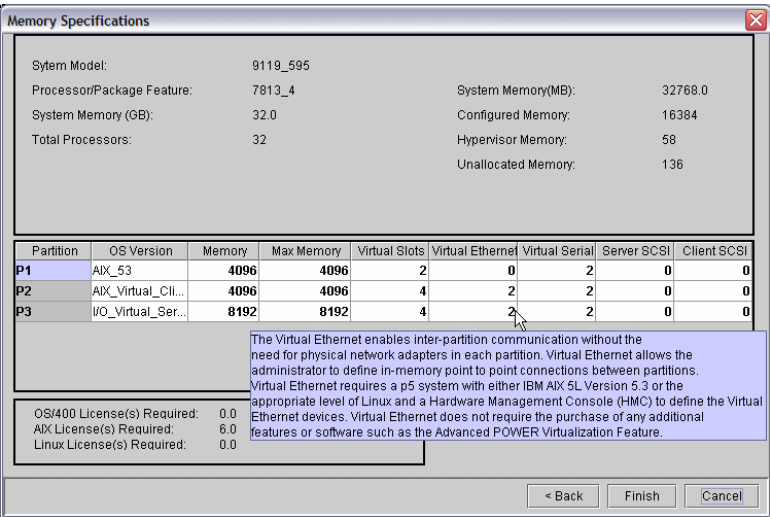 Memory Specifications
Sytem Model: 9119_595
Processor/Package Feature: 7813_4 System Memory(MB): 32768.0
System Memory (GB): 32.0 Configured Memory: 16384
Total Processors: 32 Hypervisor Memory: 58
Unallocated Memory: 136
Partition OS Version Memory Max Memory Virtual Slots Virtual Ethernet Virtual Serial Server SCSI Client SCSI
P1 AIX_53 4096 4096 2 0 2 0 0
P2 AIX_Virtual_Cli... 4096 4096 4 2 2 0 0
P3 I/O_Virtual_Ser... 8192 8192 4 2 2 0 0
The Virtual Ethernet enables inter-partition communication without the
need for physical network adapters in each partition. Virtual Ethernet allows the
administrator to define in-memory point to point connections between partitions.
Virtual Ethernet requires a p5 system with either IBM AIX 5L Version 5.3 or the
appropriate level of Linux and a Hardware Management Console (HMC) to define the Virtual
Ethernet devices. Virtual Ethernet does not require the purchase of any additional
features or software such as the Advanced POWER Virtualization Feature.
OS/400 License(s) Required: 0.0
AIX License(s) Required: 6.0
Linux License(s) Required: 0.0
< Back Finish Cancel